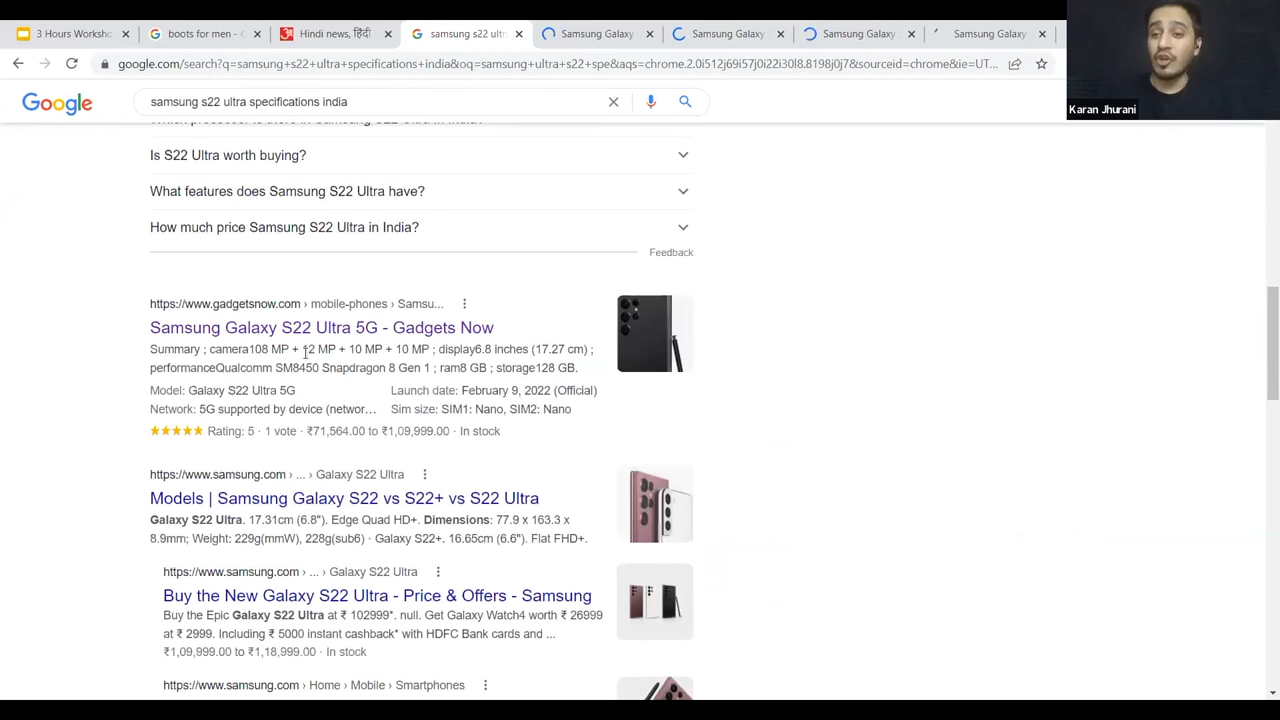 3 Hours Worksho
boots for men - G
Hindi news, हिंदी
samsung s22 ultr
Samsung Galaxy
Samsung Galaxy
Samsung Galaxy
Samsung Galaxy
google.com/search?q=samsung+s22+ultra+specifications+india&oq=samsung+ultra+s22+spe&aqs=chrome.2.0i512j69i57j0i22i30l8.8198j0j7&sourceid=chrome&ie=UT...
Karan Jhurani
Google
samsung s22 ultra specifications india
Which processor is there in Samsung S22 Ultra in India?
Is S22 Ultra worth buying?
What features does Samsung S22 Ultra have?
How much price Samsung S22 Ultra in India?
Feedback
https://www.gadgetsnow.com › mobile-phones › Samsu...
Samsung Galaxy S22 Ultra 5G - Gadgets Now
Summary ; camera108 MP + 12 MP + 10 MP + 10 MP ; display6.8 inches (17.27 cm) ;
performanceQualcomm SM8450 Snapdragon 8 Gen 1 ; ram8 GB ; storage128 GB.
Model: Galaxy S22 Ultra 5G
Launch date: February 9, 2022 (Official)
Network: 5G supported by device (networ...
Sim size: SIM1: Nano, SIM2: Nano
Rating: 5 · 1 vote · ₹71,564.00 to ₹1,09,999.00 · In stock
https://www.samsung.com › ... › Galaxy S22 Ultra
Models | Samsung Galaxy S22 vs S22+ vs S22 Ultra
Galaxy S22 Ultra. 17.31cm (6.8"). Edge Quad HD+. Dimensions: 77.9 x 163.3 x
8.9mm; Weight: 229g(mmW), 228g(sub6) · Galaxy S22+. 16.65cm (6.6"). Flat FHD+.
https://www.samsung.com › ... › Galaxy S22 Ultra
Buy the New Galaxy S22 Ultra - Price & Offers - Samsung
Buy the Epic Galaxy S22 Ultra at ₹ 102999*. null. Get Galaxy Watch4 worth ₹ 26999
at ₹ 2999. Including ₹ 5000 instant cashback* with HDFC Bank cards and ...
₹1,09,999.00 to ₹1,18,999.00 · In stock
https://www.samsung.com › Home › Mobile › Smartphones